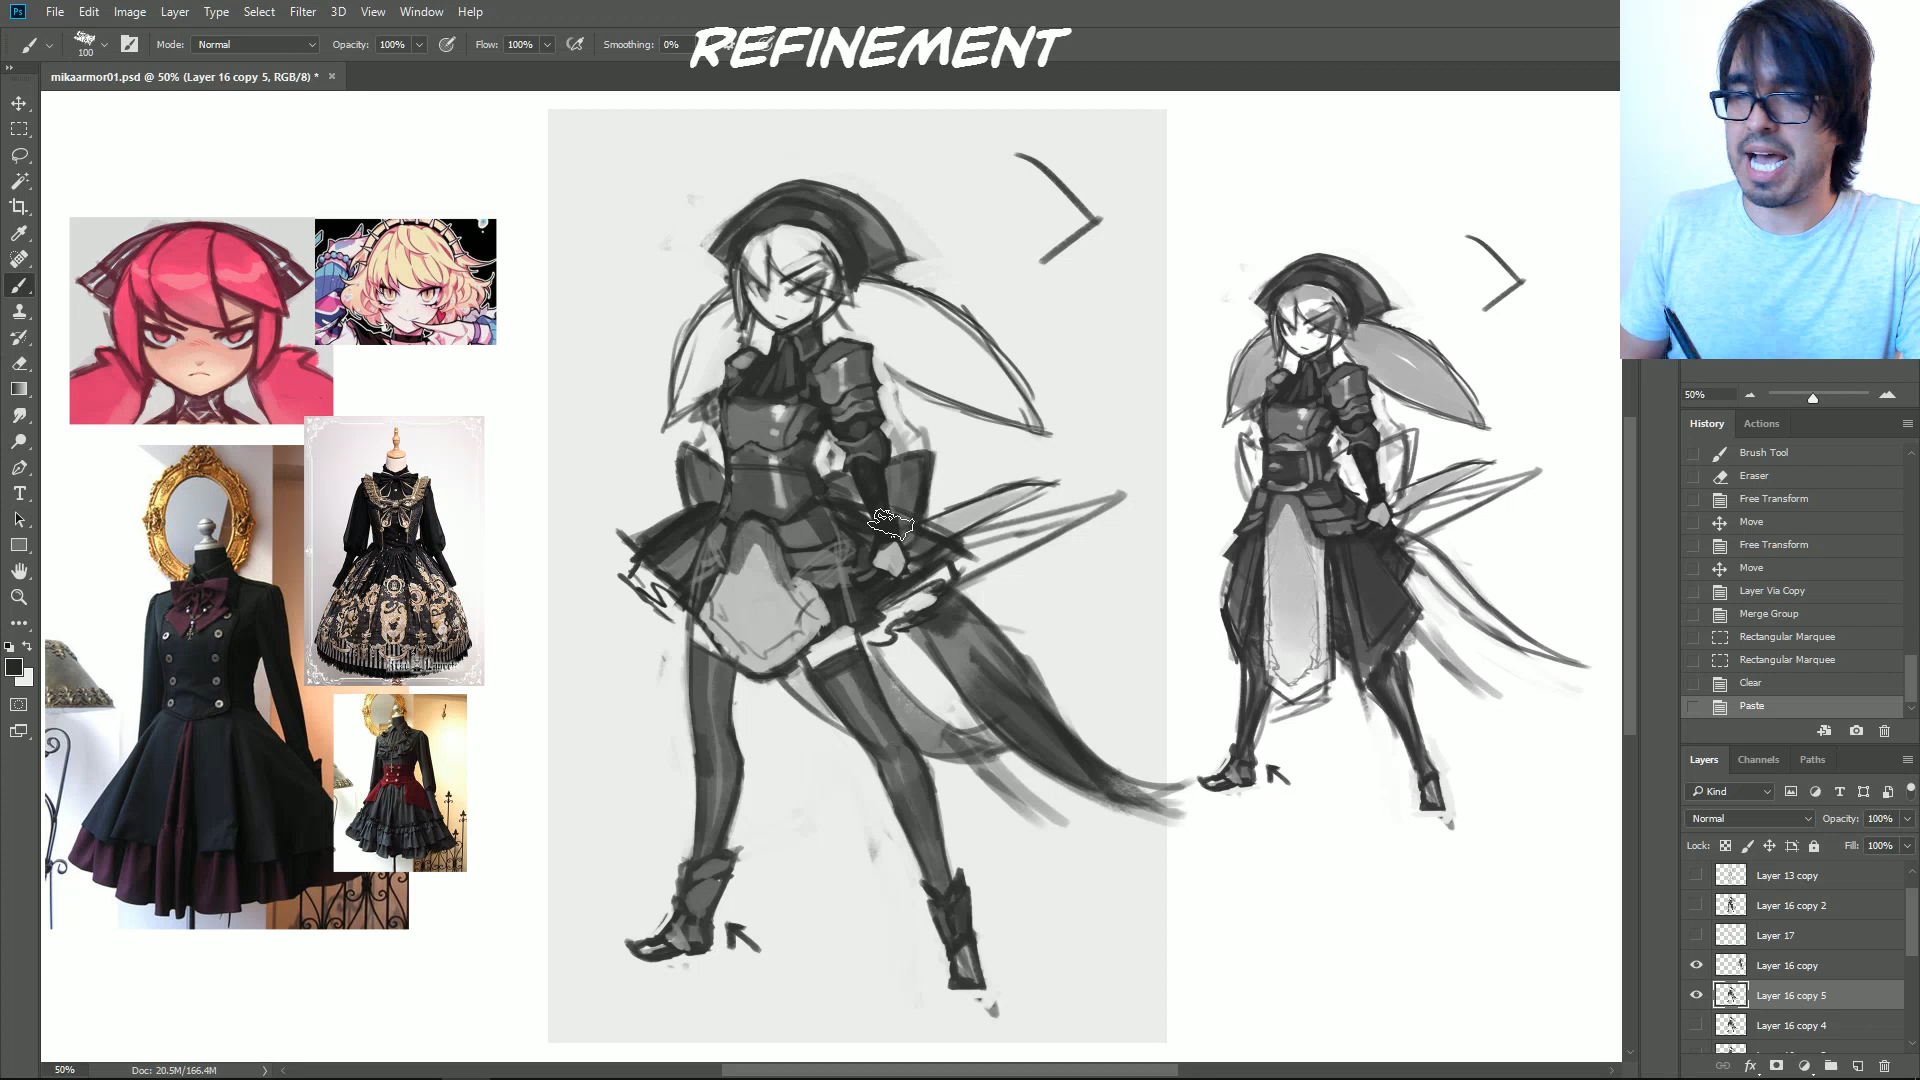 Ps File Edit Image Layer Type Select Filter 3D View Window Help
REFINEMENT
100 Mode: Normal Opacity: 100% Flow: 100% Smoothing: 0%
mikaarmor01.psd @ 50% (Layer 16 copy 5, RGB/8) *
50%
History Actions
Brush Tool
Eraser
Free Transform
Move
Free Transform
Move
Layer Via Copy
Merge Group
Rectangular Marquee
Rectangular Marquee
Clear
Paste
Layers Channels Paths
Kind
Normal Opacity: 100%
Lock: Fill: 100%
Layer 13 copy
Layer 16 copy 2
Layer 17
Layer 16 copy
Layer 16 copy 5
Layer 16 copy 4
50% Doc: 20.5M/166.4M